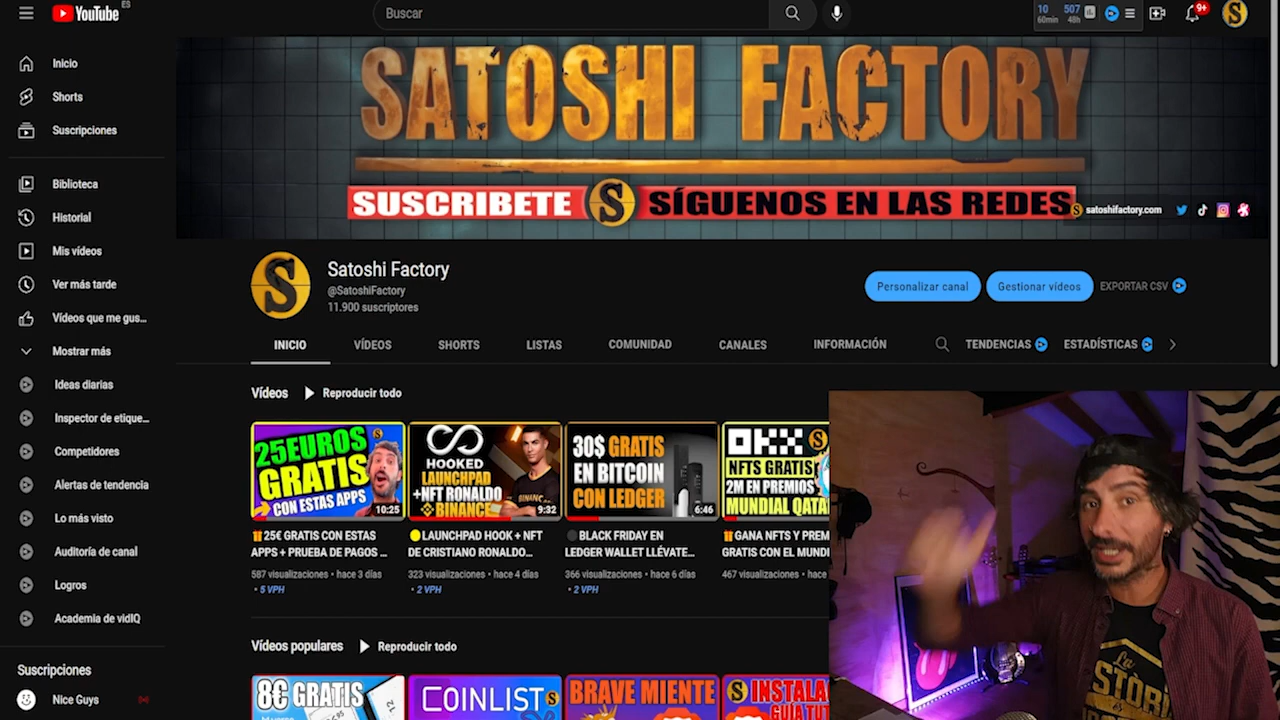 YouTube ES
Buscar
10 507
60min 48h
9+
Inicio
Shorts
Suscripciones
Biblioteca
Historial
Mis vídeos
Ver más tarde
Vídeos que me gus...
Mostrar más
Ideas diarias
Inspector de etique...
Competidores
Alertas de tendencia
Lo más visto
Auditoría de canal
Logros
Academia de vidIQ
Suscripciones
Nice Guys
SATOSHI FACTORY
SUSCRIBETE S SÍGUENOS EN LAS REDES
satoshifactory.com
Satoshi Factory
@SatoshiFactory
11.900 suscriptores
Personalizar canal
Gestionar vídeos
EXPORTAR CSV
INICIO VÍDEOS SHORTS LISTAS COMUNIDAD CANALES INFORMACIÓN TENDENCIAS ESTADÍSTICAS
Vídeos Reproducir todo
25EUROS
GRATIS
CON ESTAS APPS
10:25
HOOKED
LAUNCHPAD
+NFT RONALDO
BINANCE
9:32
30$ GRATIS
EN BITCOIN
CON LEDGER
6:46
OKX
NFTS GRATIS
2M EN PREMIOS
MUNDIAL QATA
25€ GRATIS CON ESTAS
APPS + PRUEBA DE PAGOS ...
587 visualizaciones • hace 3 días
• 5 VPH
LAUNCHPAD HOOK + NFT
DE CRISTIANO RONALDO...
323 visualizaciones • hace 4 días
• 2 VPH
BLACK FRIDAY EN
LEDGER WALLET LLÉVATE...
366 visualizaciones • hace 6 días
• 2 VPH
GANA NFTS Y PREM
GRATIS CON EL MUNDI
467 visualizaciones • hace
Vídeos populares Reproducir todo
8€ GRATIS
COINLIST
BRAVE MIENTE
INSTALA
GUÍA TUT
La
HISTÒRI